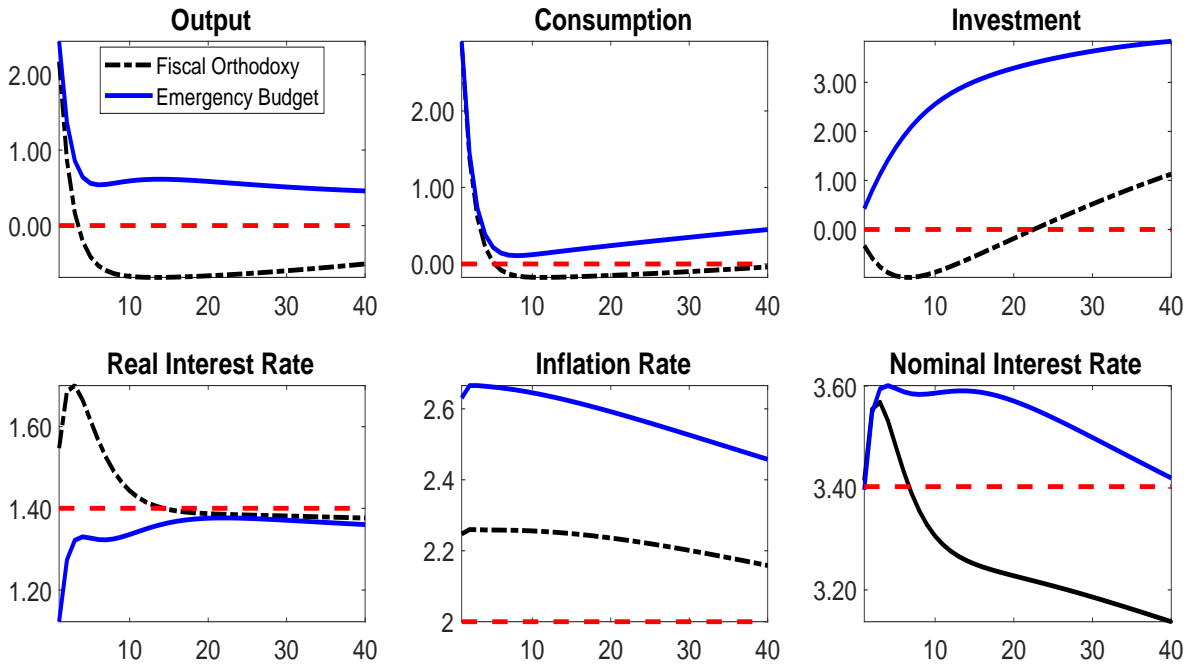 Output
2.00
1.00
0.00
10 20 30 40
Fiscal Orthodoxy
Emergency Budget
Consumption
2.00
1.00
0.00
10 20 30 40
Investment
3.00
2.00
1.00
0.00
10 20 30 40
Real Interest Rate
1.60
1.40
1.20
10 20 30 40
Inflation Rate
2.6
2.4
2.2
2
10 20 30 40
Nominal Interest Rate
3.60
3.40
3.20
10 20 30 40